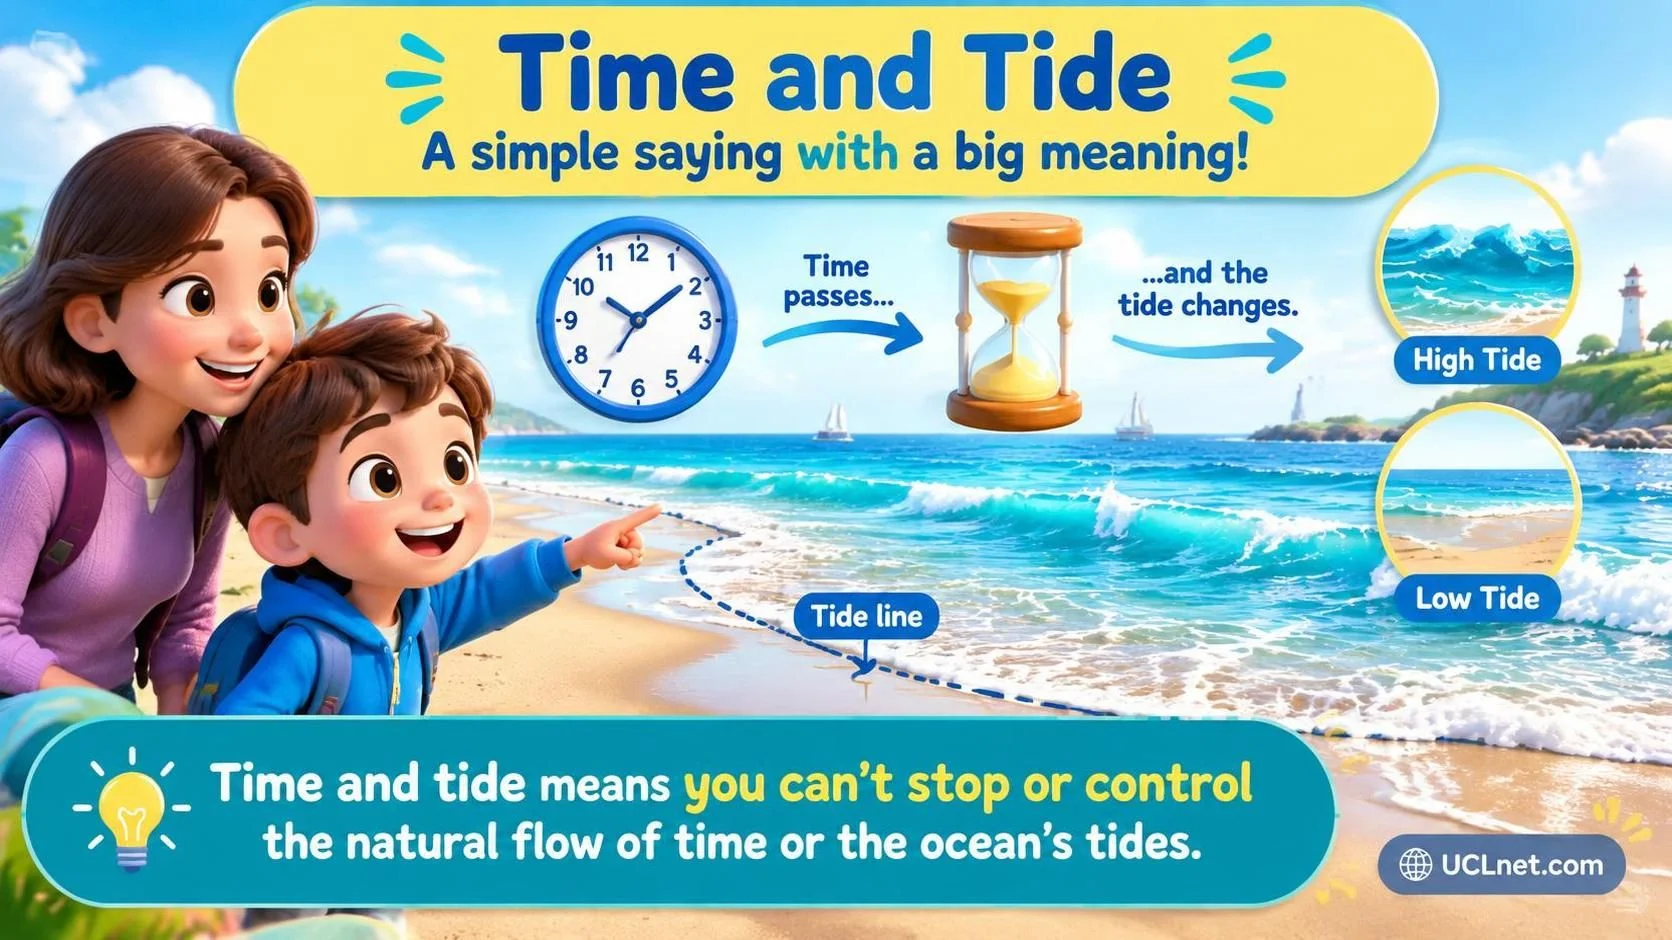 Time and Tide
A simple saying with a big meaning!
12
1
2
3
4
5
6
7
8
9
10
11
Time
passes...
...and the
tide changes.
High Tide
Low Tide
Tide line
Time and tide means you can't stop or control
the natural flow of time or the ocean's tides.
UCLnet.com